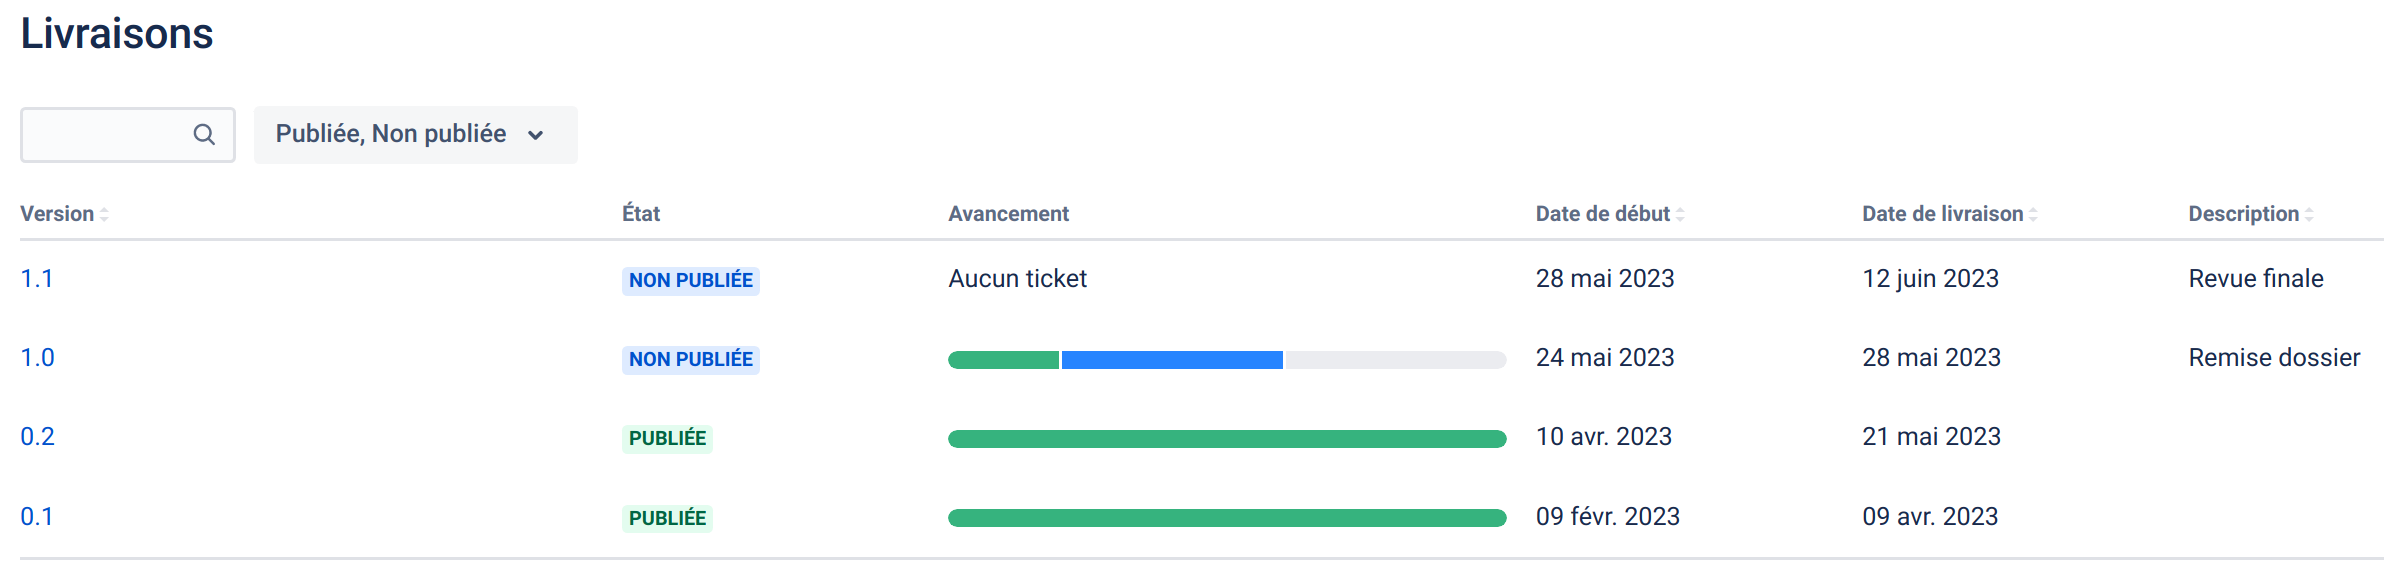 Livraisons
Publiée, Non publiée
Version État Avancement Date de début Date de livraison Description
1.1 NON PUBLIÉE Aucun ticket 28 mai 2023 12 juin 2023 Revue finale
1.0 NON PUBLIÉE 24 mai 2023 28 mai 2023 Remise dossier
0.2 PUBLIÉE 10 avr. 2023 21 mai 2023
0.1 PUBLIÉE 09 févr. 2023 09 avr. 2023